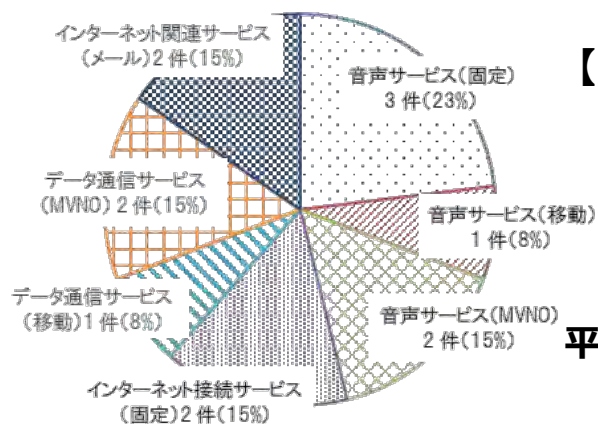 インターネット関連サービス
(メール)2件(15%)
音声サービス(固定)
3件(23%)
【
データ通信サービス
(MVNO)2件(15%)
音声サービス(移動)
1件(8%)
データ通信サービス
(移動)1件(8%)
音声サービス(MVNO)
2件(15%)
平
インターネット接続サービス
(固定)2件(15%)